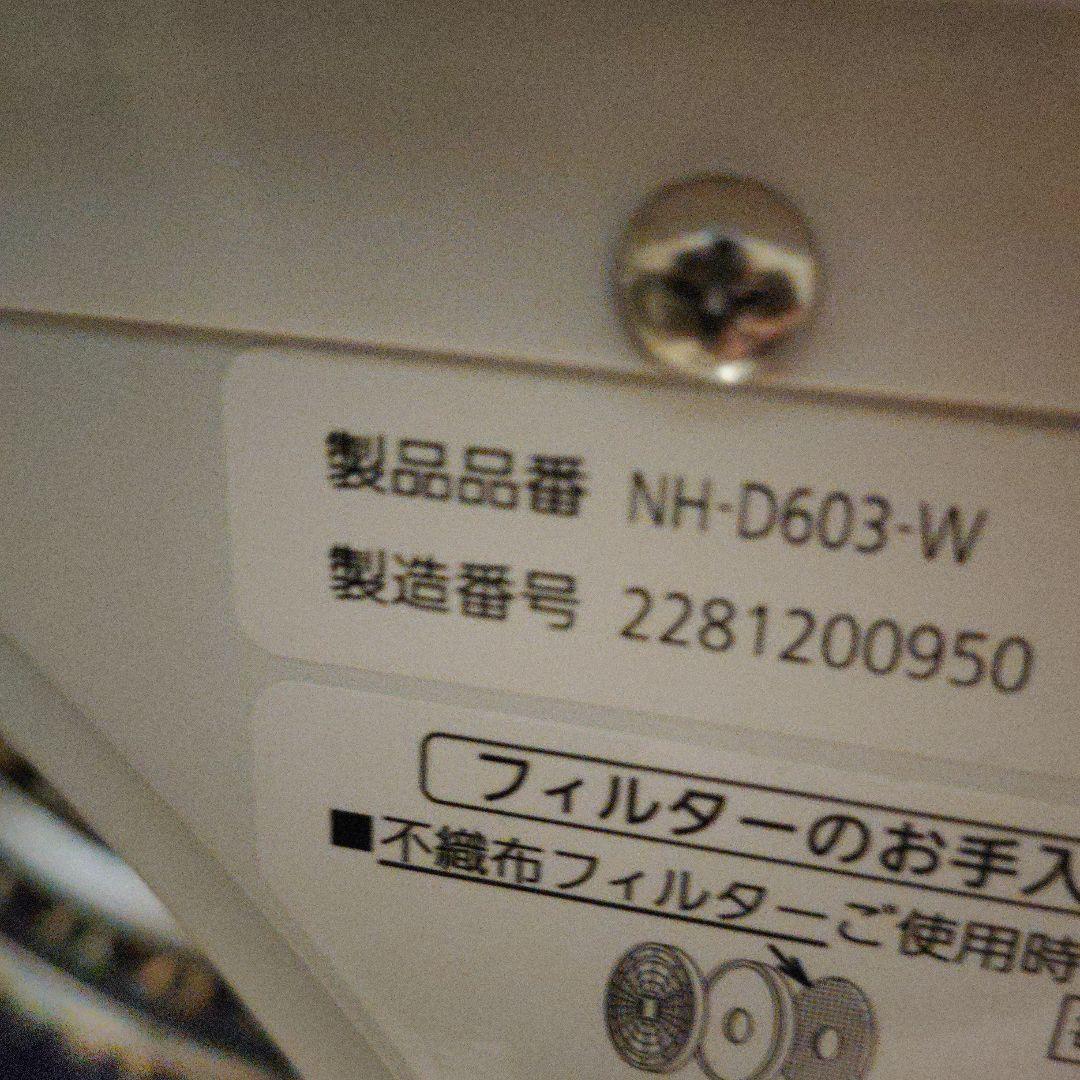 製品品番 NH-D603-W
製造番号 2281200950
フィルターのお手入
■不織布フィルターご使用時